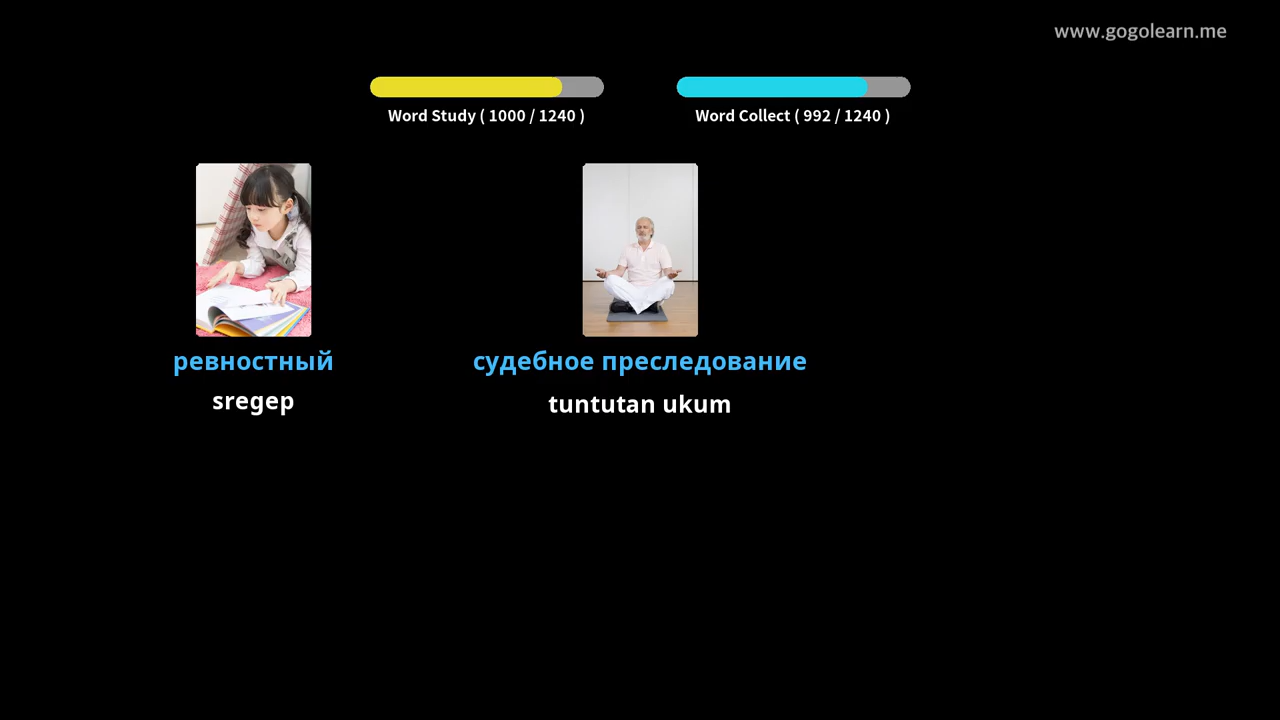 www.gogolearn.me
Word Study ( 1000 / 1240 )
Word Collect ( 992 / 1240 )
ревностный
судебное преследование
sregep
tuntutan ukum